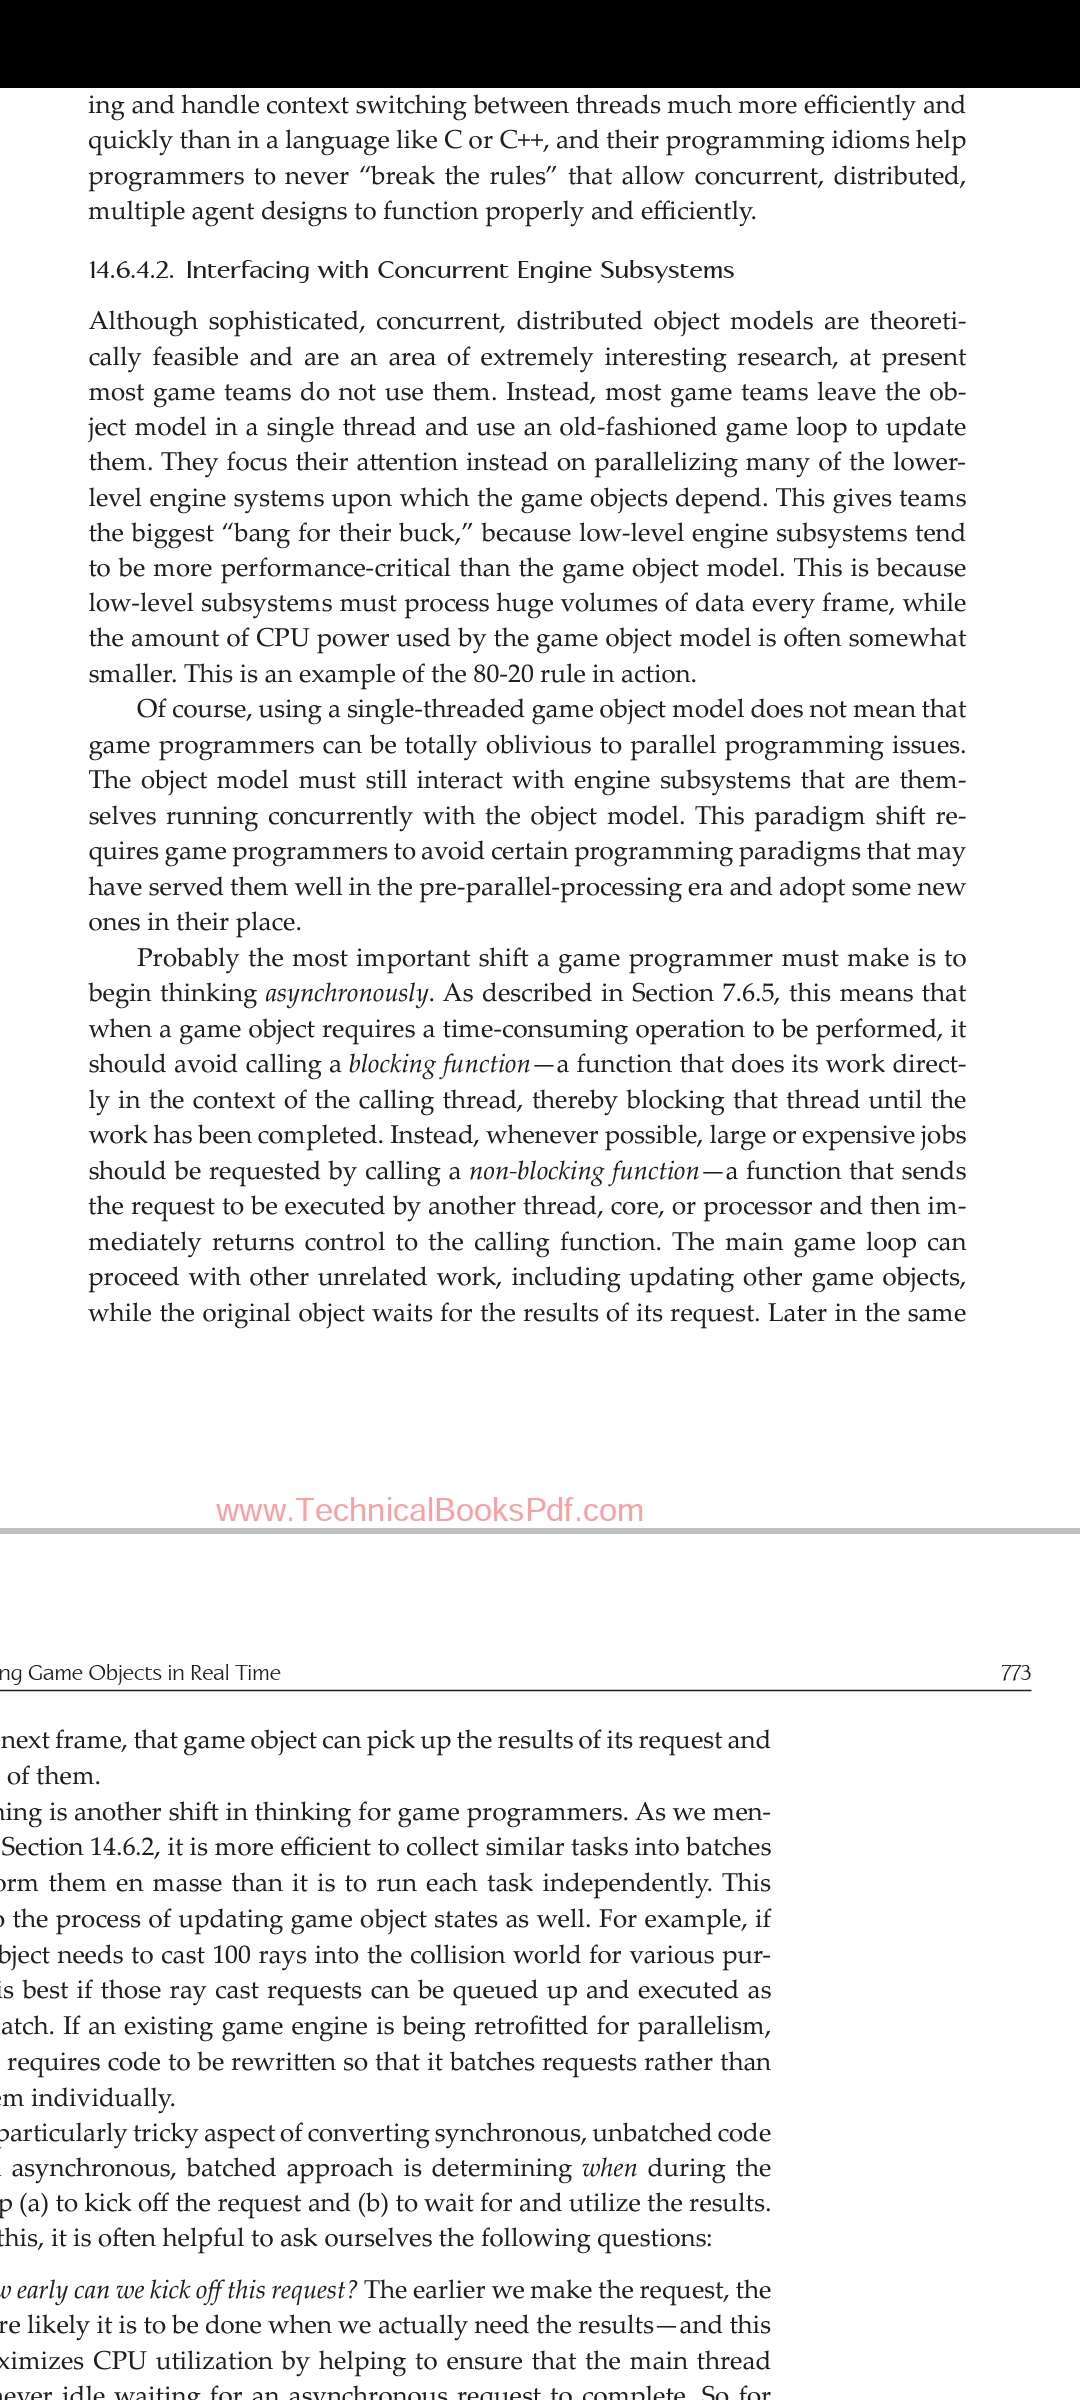 ing and handle context switching between threads much more efficiently and
quickly than in a language like C or C++, and their programming idioms help
programmers to never “break the rules” that allow concurrent, distributed,
multiple agent designs to function properly and efficiently.
14.6.4.2. Interfacing with Concurrent Engine Subsystems
Although sophisticated, concurrent, distributed object models are theoreti-
cally feasible and are an area of extremely interesting research, at present
most game teams do not use them. Instead, most game teams leave the ob-
ject model in a single thread and use an old-fashioned game loop to update
them. They focus their attention instead on parallelizing many of the lower-
level engine systems upon which the game objects depend. This gives teams
the biggest “bang for their buck,” because low-level engine subsystems tend
to be more performance-critical than the game object model. This is because
low-level subsystems must process huge volumes of data every frame, while
the amount of CPU power used by the game object model is often somewhat
smaller. This is an example of the 80-20 rule in action.
Of course, using a single-threaded game object model does not mean that
game programmers can be totally oblivious to parallel programming issues.
The object model must still interact with engine subsystems that are them-
selves running concurrently with the object model. This paradigm shift re-
quires game programmers to avoid certain programming paradigms that may
have served them well in the pre-parallel-processing era and adopt some new
ones in their place.
Probably the most important shift a game programmer must make is to
begin thinking asynchronously. As described in Section 7.6.5, this means that
when a game object requires a time-consuming operation to be performed, it
should avoid calling a blocking function—a function that does its work direct-
ly in the context of the calling thread, thereby blocking that thread until the
work has been completed. Instead, whenever possible, large or expensive jobs
should be requested by calling a non-blocking function—a function that sends
the request to be executed by another thread, core, or processor and then im-
mediately returns control to the calling function. The main game loop can
proceed with other unrelated work, including updating other game objects,
while the original object waits for the results of its request. Later in the same
www.TechnicalBooksPdf.com
ng Game Objects in Real Time 773
next frame, that game object can pick up the results of its request and
of them.
ning is another shift in thinking for game programmers. As we men-
Section 14.6.2, it is more efficient to collect similar tasks into batches
orm them en masse than it is to run each task independently. This
o the process of updating game object states as well. For example, if
bject needs to cast 100 rays into the collision world for various pur-
is best if those ray cast requests can be queued up and executed as
atch. If an existing game engine is being retrofitted for parallelism,
requires code to be rewritten so that it batches requests rather than
em individually.
particularly tricky aspect of converting synchronous, unbatched code
asynchronous, batched approach is determining when during the
p (a) to kick off the request and (b) to wait for and utilize the results.
this, it is often helpful to ask ourselves the following questions:
w early can we kick off this request? The earlier we make the request, the
re likely it is to be done when we actually need the results—and this
ximizes CPU utilization by helping to ensure that the main thread
never idle waiting for an asynchronous request to complete. So for